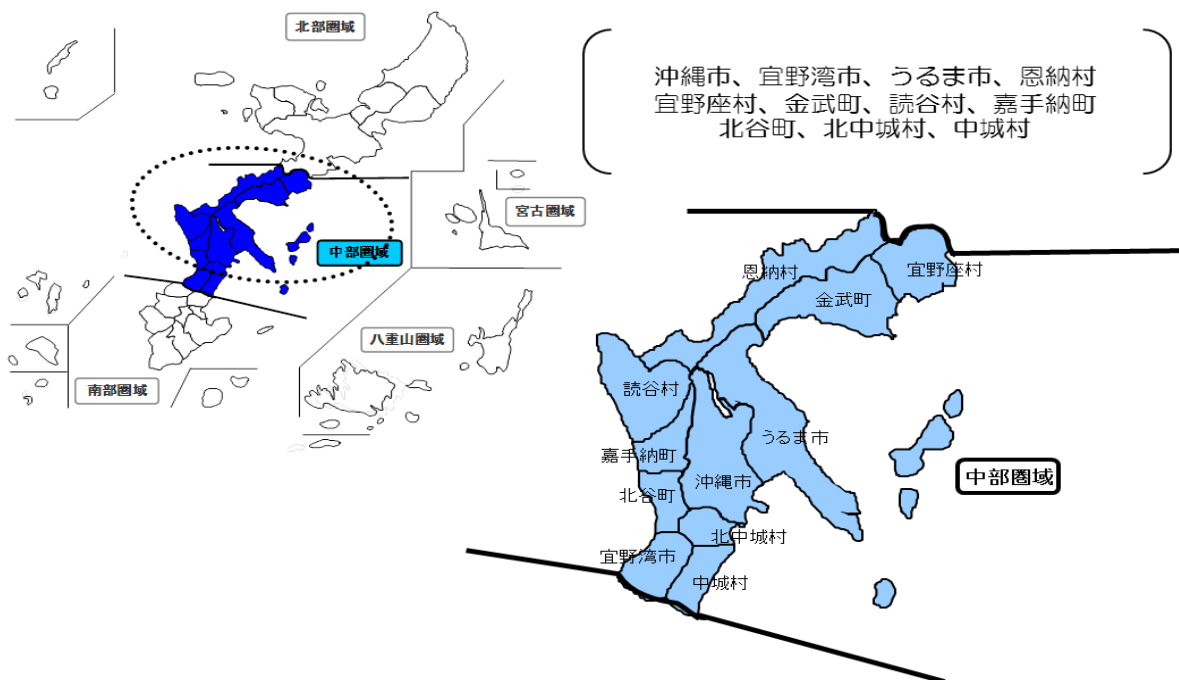 北部圏域
宮古圏域
中部圏域
八重山圏域
南部圏域
沖縄市、宜野湾市、うるま市、恩納村
宜野座村、金武町、読谷村、嘉手納町
北谷町、北中城村、中城村
恩納村
宜野座村
金武町
読谷村
うるま市
嘉手納町
沖縄市
北谷町
中部圏域
北中城村
宜野湾市
中城村